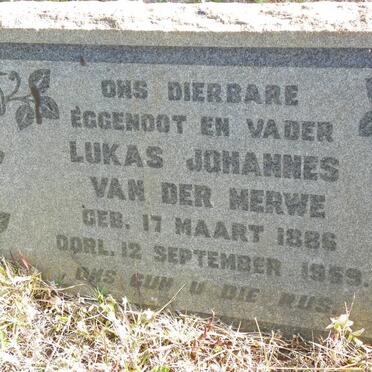 ONS DIERBARE
EGGENOOT EN VADER
LUKAS JOHANNES
VAN DER MERWE
GEB. 17 MAART 1886
OORL. 12 SEPTEMBER 1959.
ONS GUN U DIE RUS